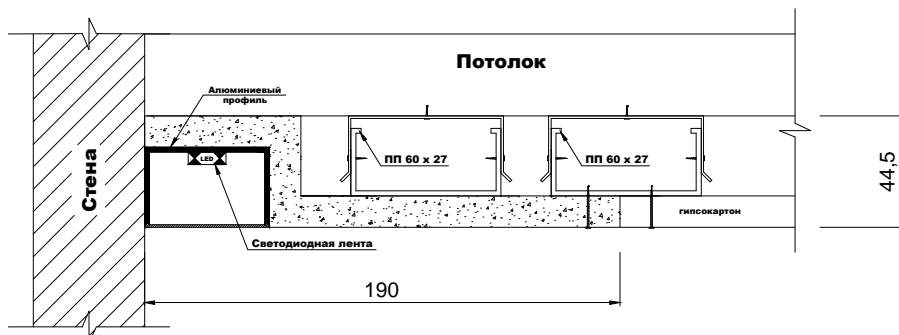 Потолок
Алюминиевый
профиль
LED
ПП 60 x 27
ПП 60 x 27
Стена
44,5
гипсокартон
Светодиодная лента
190